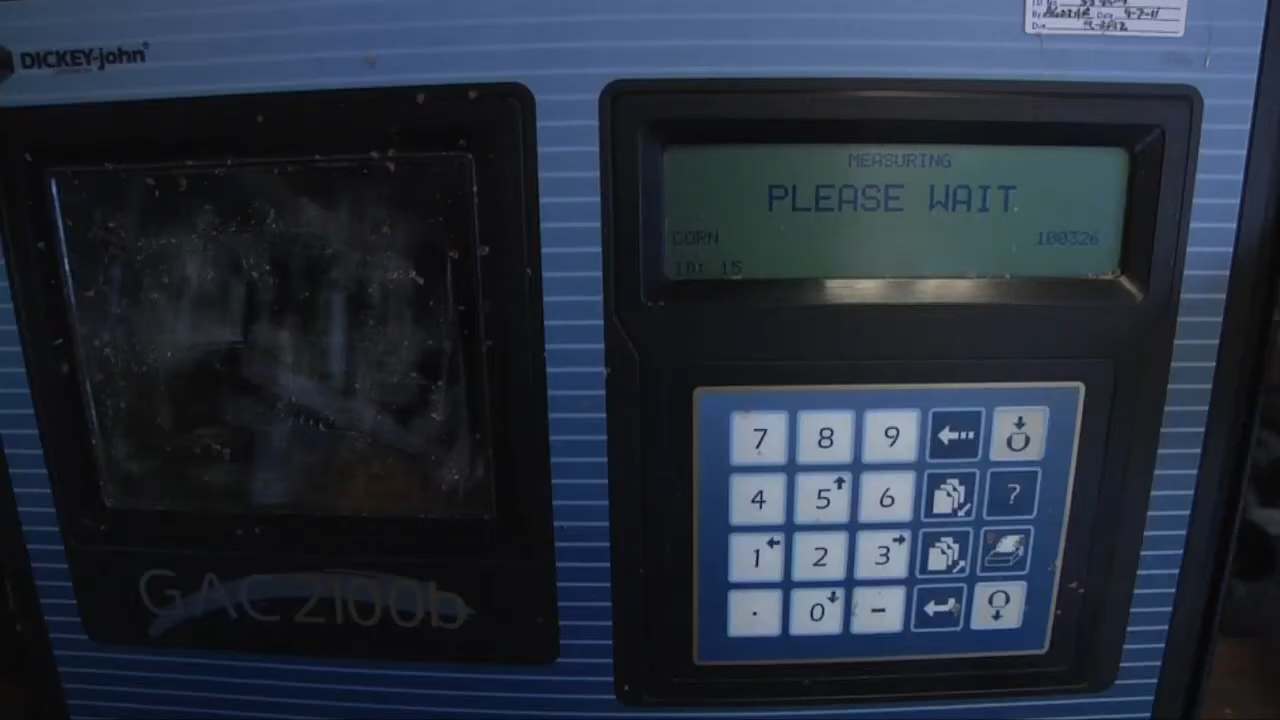 DICKEY-john®
MEASURING
PLEASE WAIT
CORN 100326
ID: 15
7 8 9
4 5 6 ?
1 2 3
. 0 -
GAC 2100b